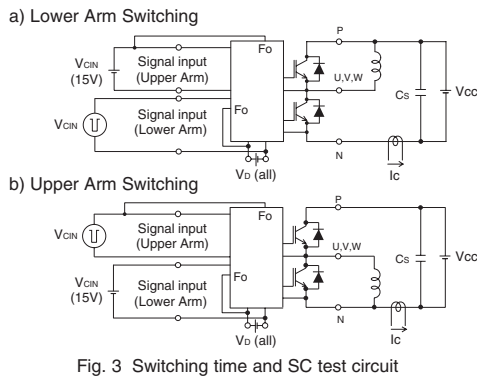 a) Lower Arm Switching
P
Fo
VCIN
(15V)
Signal input
(Upper Arm)
U,V,W
CS
VCC
Signal input
(Lower Arm)
Fo
VCIN
N
VD (all)
IC
b) Upper Arm Switching
P
Fo
VCIN
Signal input
(Upper Arm)
U,V,W
CS
VCC
VCIN
(15V)
Signal input
(Lower Arm)
Fo
N
VD (all)
IC
Fig. 3 Switching time and SC test circuit